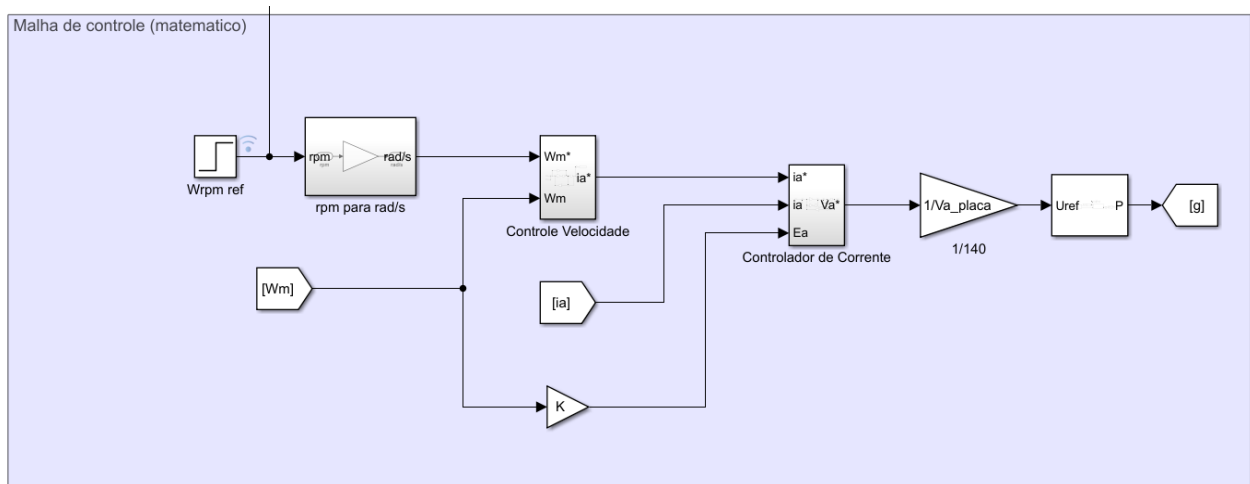 Malha de controle (matematico)
Wrpm ref
rpm
rad/s
rpm para rad/s
Wm*
Wm
ia*
Controle Velocidade
ia*
ia
Ea
Va*
Controlador de Corrente
1/Va_placa
1/140
Uref
P
[g]
[Wm]
[ia]
K